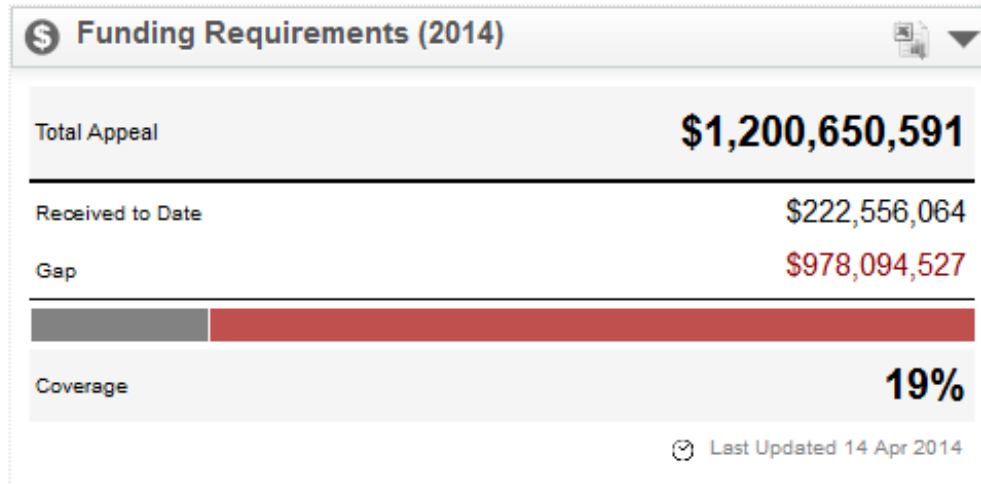 Funding Requirements (2014)
Total Appeal $1,200,650,591
Received to Date $222,556,064
Gap $978,094,527
Coverage 19%
Last Updated 14 Apr 2014